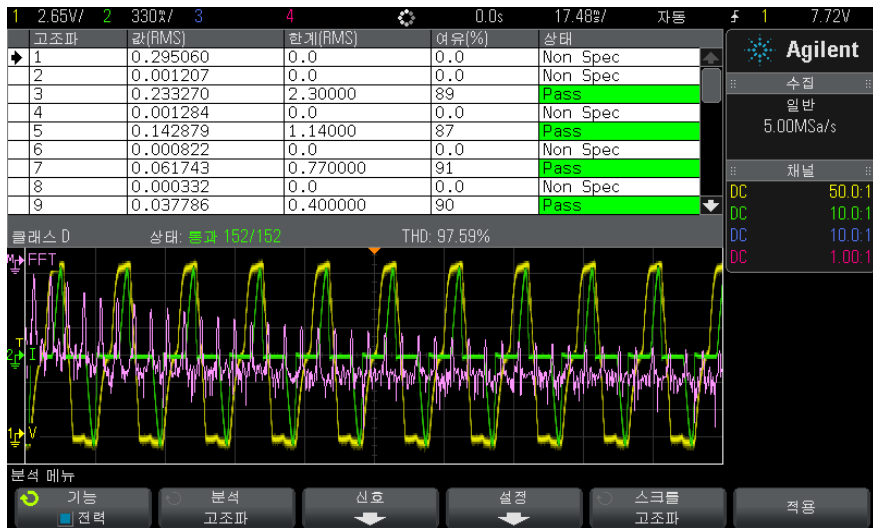 1 2.65V/ 2 330㎷/ 3 4 0.0s 17.48㎳/ 자동 1 7.72V
고조파 값(RMS) 한계(RMS) 여유(%) 상태
1 0.295060 0.0 0.0 Non Spec
2 0.001207 0.0 0.0 Non Spec
3 0.233270 2.30000 89 Pass
4 0.001284 0.0 0.0 Non Spec
5 0.142879 1.14000 87 Pass
6 0.000822 0.0 0.0 Non Spec
7 0.061743 0.770000 91 Pass
8 0.000332 0.0 0.0 Non Spec
9 0.037786 0.400000 90 Pass
클래스 D 상태: 통과 152/152 THD: 97.59%
Agilent
수집
일반
5.00MSa/s
채널
DC 50.0:1
DC 10.0:1
DC 10.0:1
DC 1.00:1
M FFT
T
2 I
1 V
분석 메뉴
기능
전력
분석
고조파
신호
설정
스크롤
고조파
적용